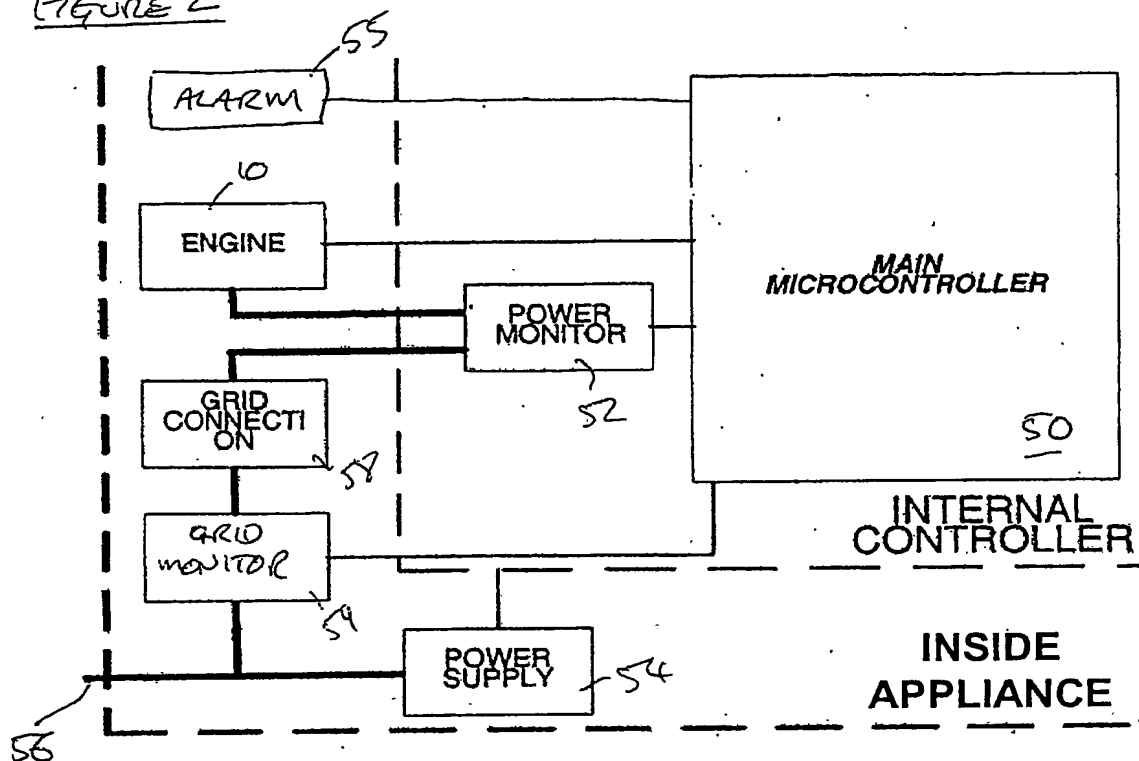 FIGURE 2
55
ALARM
10
ENGINE
MAIN
MICROCONTROLLER
POWER
MONITOR
52
50
GRID
CONNECTI
ON
58
INTERNAL
CONTROLLER
GRID
MONITOR
59
POWER
SUPPLY
54
INSIDE
APPLIANCE
56